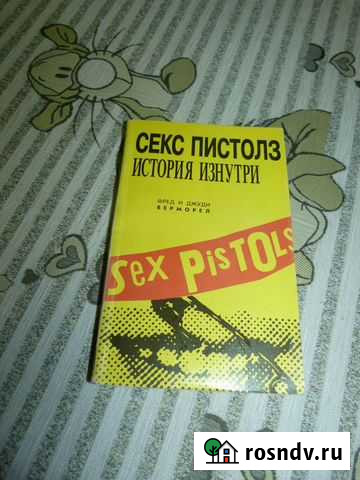 СЕКС ПИСТОЛЗ
ИСТОРИЯ ИЗНУТРИ
ФРЕД И ДЖУДИ
ВЕРМОРЕЛ
sex PisTOLs
rosndv.ru